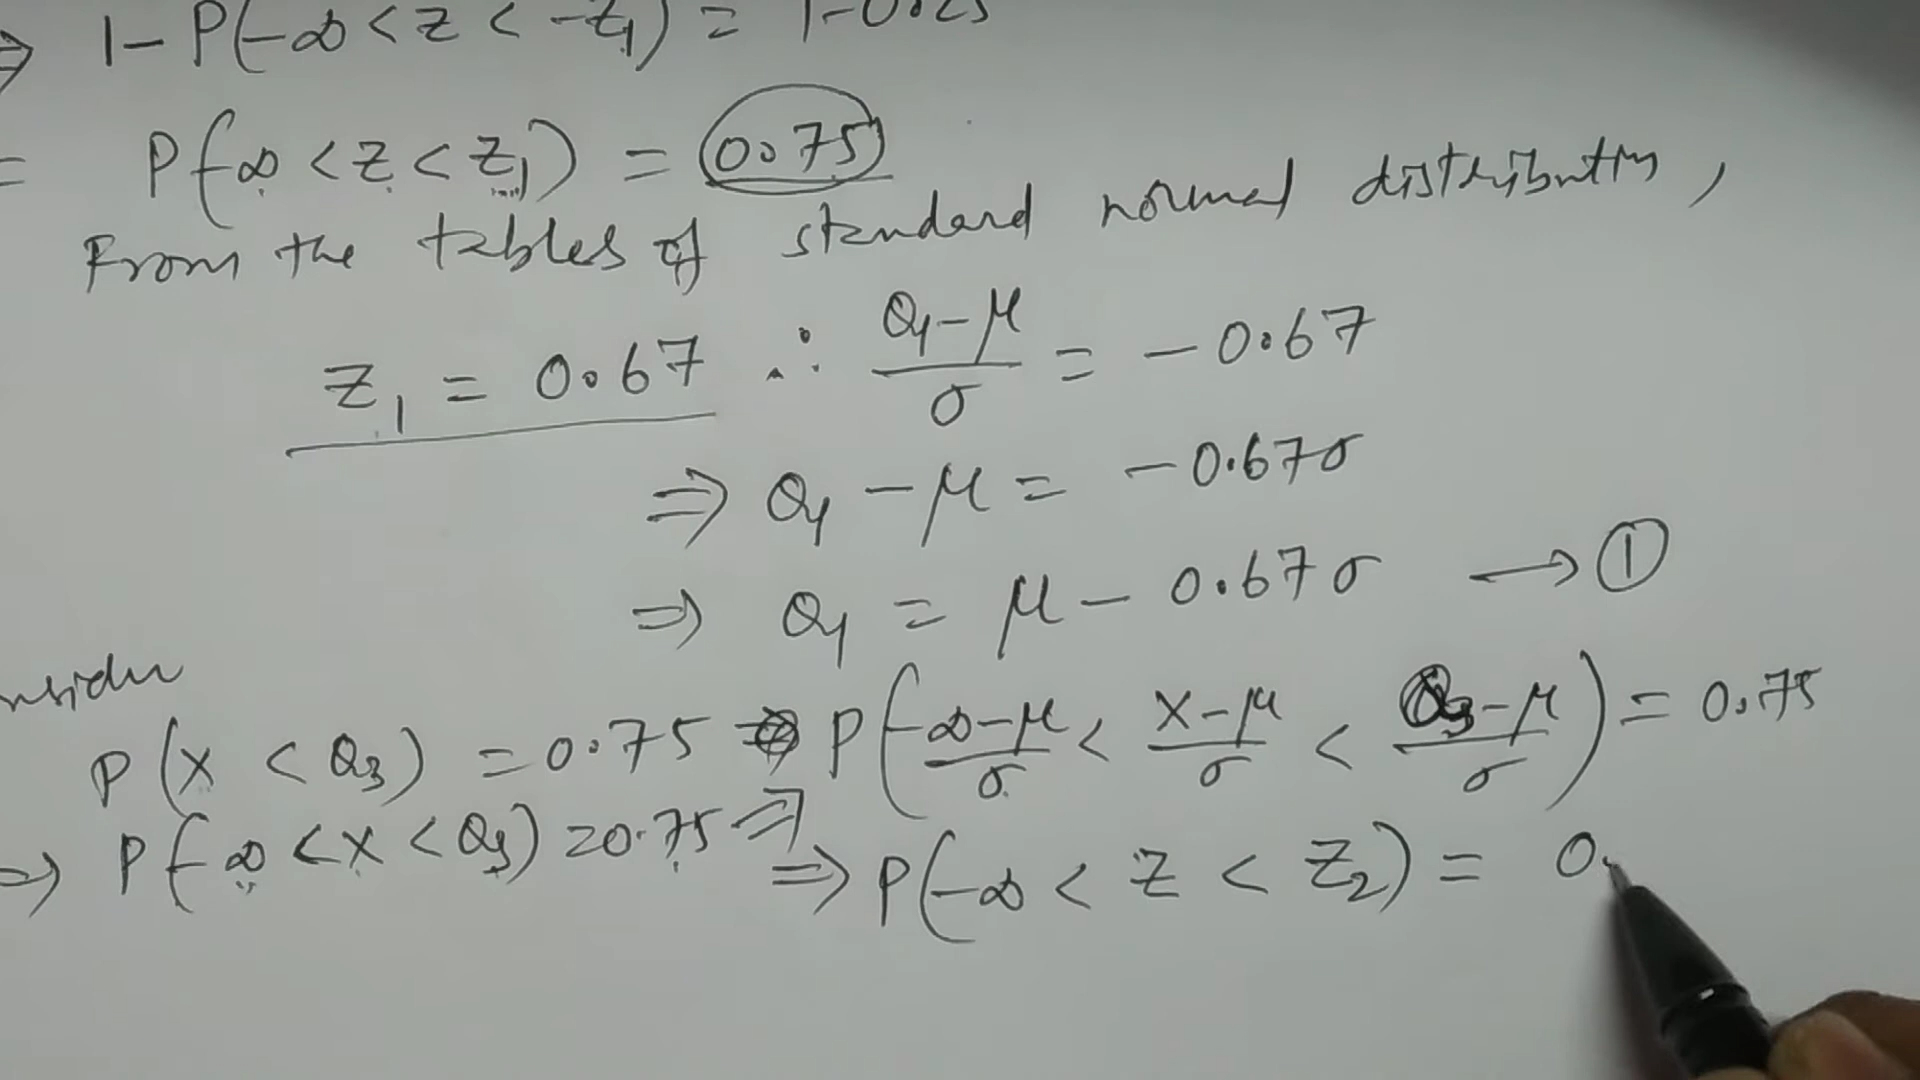 ⇒ 1 - P(-∞ < Z < -Z₁) = 1 - 0.25
= P(-∞ < Z < Z₁) = 0.75
From the tables of standard normal distribution,
Z₁ = 0.67 ∴ (Q₁ - μ)/σ = -0.67
⇒ Q₁ - μ = -0.67σ
⇒ Q₁ = μ - 0.67σ → ①
nsider
P(X < Q₃) = 0.75 ⇒ P((-∞ - μ)/σ < (X - μ)/σ < (Q₃ - μ)/σ) = 0.75
⇒ P(-∞ < X < Q₃) = 0.75 ⇒
⇒ P(-∞ < Z < Z₂) = 0.